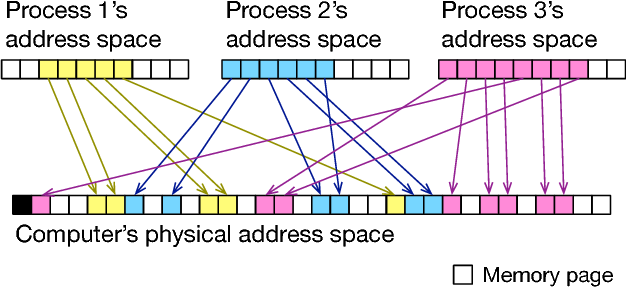 Process 1's
address space
Process 2's
address space
Process 3's
address space
Computer's physical address space
Memory page